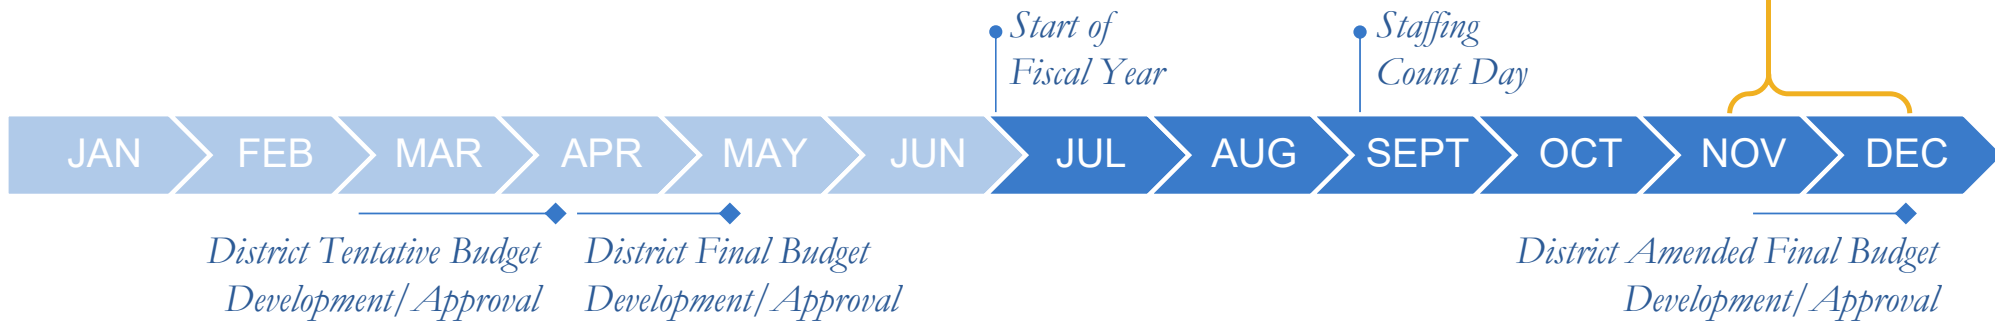 Start of
Fiscal Year
Staffing
Count Day
JAN FEB MAR APR MAY JUN JUL AUG SEPT OCT NOV DEC
District Tentative Budget
Development/Approval
District Final Budget
Development/Approval
District Amended Final Budget
Development/Approval